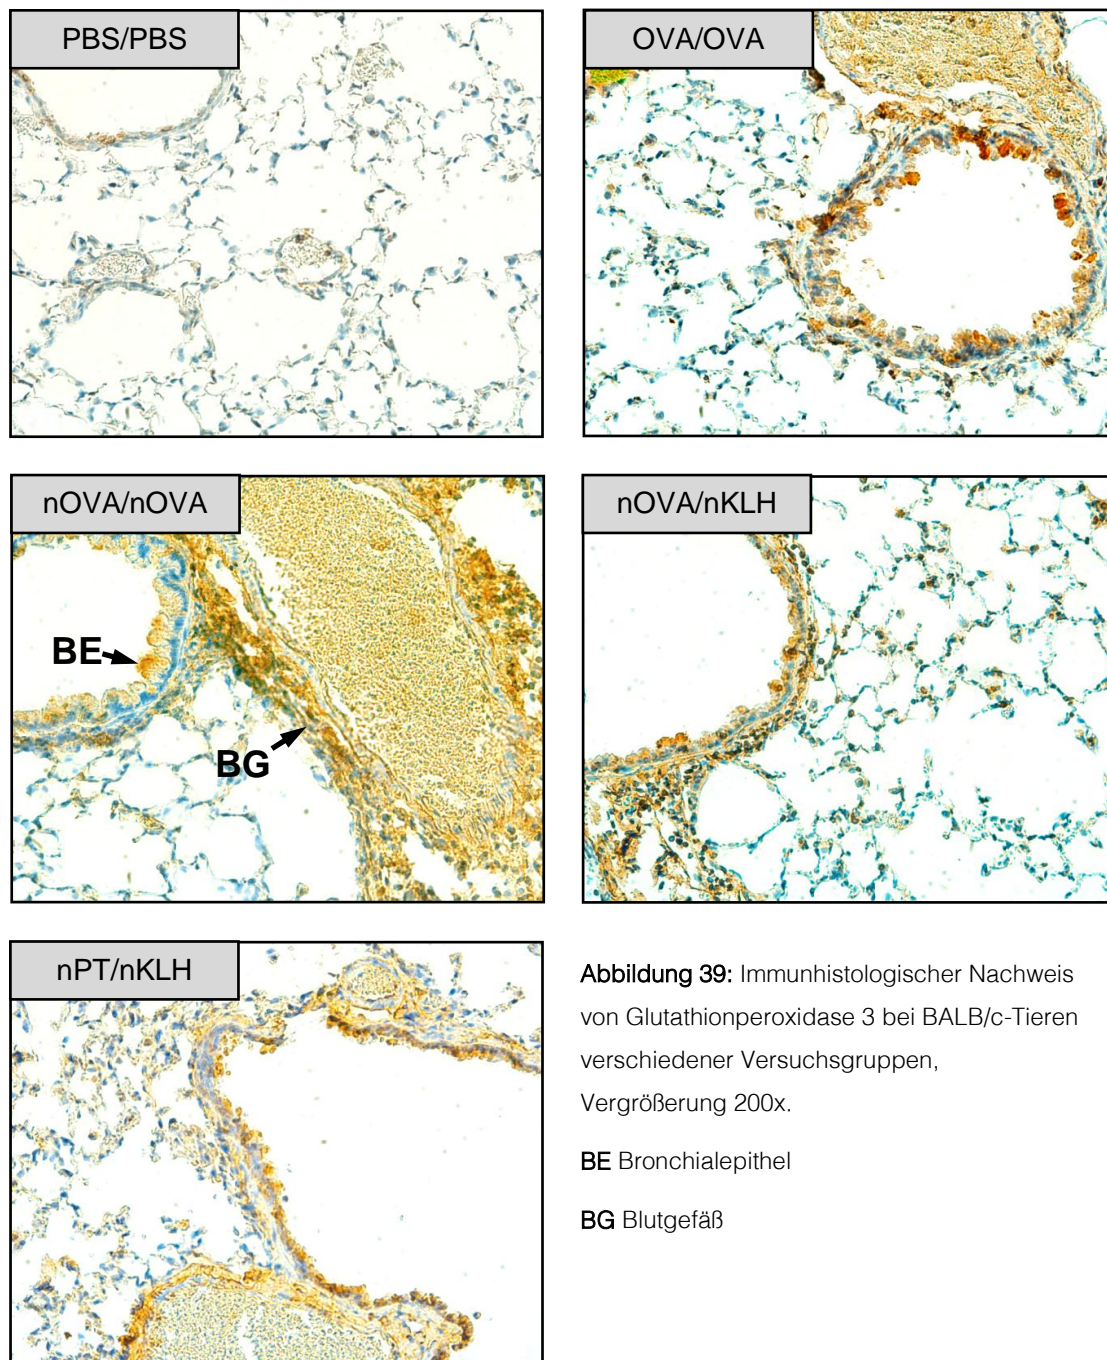 PBS/PBS
OVA/OVA
nOVA/nOVA
BE
BG
nOVA/nKLH
nPT/nKLH
Abbildung 39: Immunhistologischer Nachweis
von Glutathionperoxidase 3 bei BALB/c-Tieren
verschiedener Versuchsgruppen,
Vergrößerung 200x.
BE Bronchialepithel
BG Blutgefäß